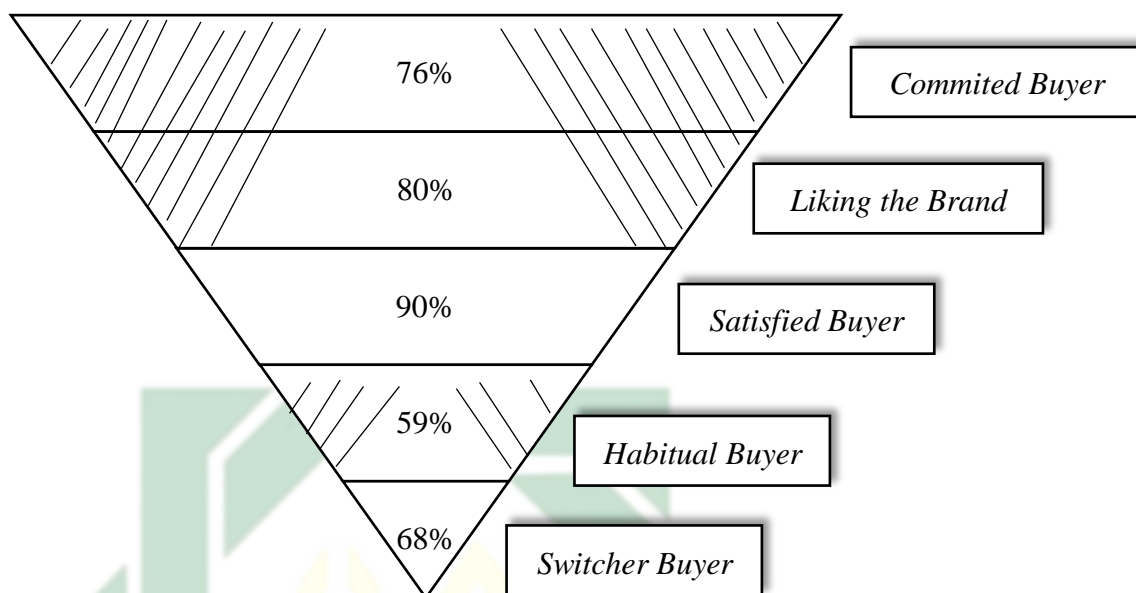 76%
Commited Buyer
80%
Liking the Brand
90%
Satisfied Buyer
59%
Habitual Buyer
68%
Switcher Buyer